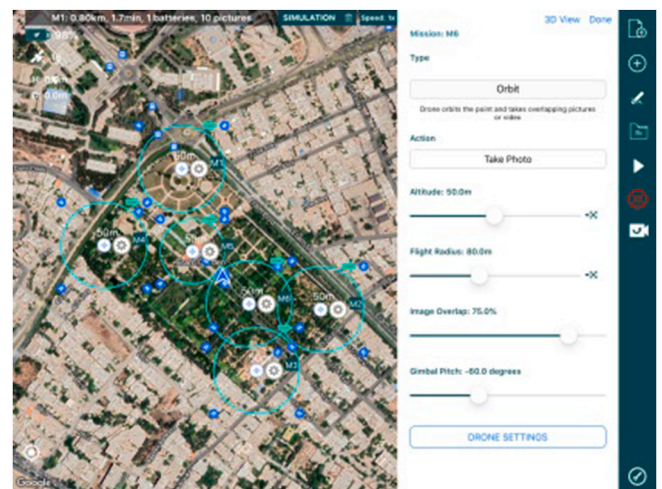 M1: 0.80km, 1.7min, 1 batteries, 10 pictures
SIMULATION
Speed: 1x
98%
50m
M1
50m
M4
M5
50m
M6
50m
M2
M3
Google
3D View
Done
Mission: M6
Type
Orbit
Drone orbits the point and takes overlapping pictures
or video
Action
Take Photo
Altitude: 50.0m
Flight Radius: 80.0m
Image Overlap: 75.0%
Gimbal Pitch: -60.0 degrees
DRONE SETTINGS